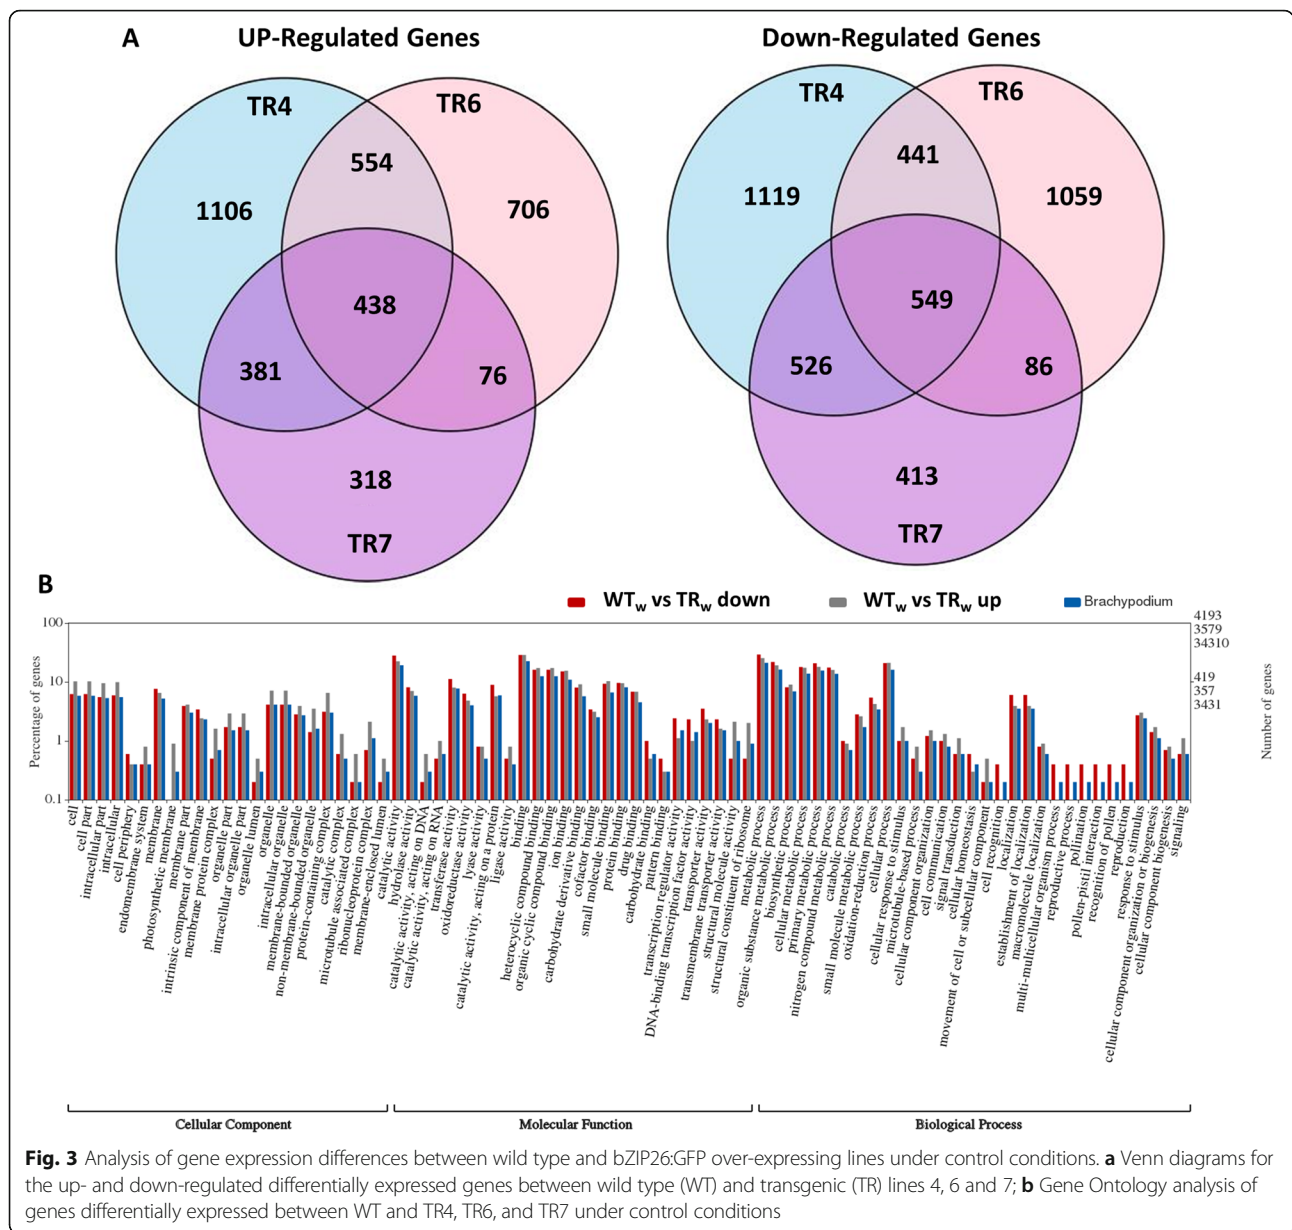 A
UP-Regulated Genes
Down-Regulated Genes
TR4
TR6
554
1106
706
438
381
76
318
TR7
TR4
TR6
441
1119
1059
549
526
86
413
TR7
B
WTw vs TRw down
WTw vs TRw up
Brachypodium
Percentage of genes
100
10
1
0.1
4193
3579
34310
419
357
3431
Number of genes
cell
cell part
intracellular part
intracellular
cell periphery
endomembrane system
membrane
photosynthetic membrane
membrane part
intrinsic component of membrane
membrane protein complex
organelle part
intracellular organelle part
organelle lumen
organelle
intracellular organelle
membrane-bounded organelle
non-membrane-bounded organelle
protein-containing complex
catalytic complex
microtubule associated complex
ribonucleoprotein complex
membrane-enclosed lumen
catalytic activity
hydrolase activity
catalytic activity, acting on DNA
catalytic activity, acting on RNA
transferase activity
oxidoreductase activity
lyase activity
catalytic activity, acting on a protein
ligase activity
binding
heterocyclic compound binding
organic cyclic compound binding
ion binding
carbohydrate derivative binding
cofactor binding
small molecule binding
protein binding
drug binding
carbohydrate binding
pattern binding
transcription regulator activity
DNA-binding transcription factor activity
transporter activity
transmembrane transporter activity
structural molecule activity
structural constituent of ribosome
metabolic process
organic substance metabolic process
biosynthetic process
cellular metabolic process
primary metabolic process
nitrogen compound metabolic process
catabolic process
small molecule metabolic process
oxidation-reduction process
cellular process
cellular response to stimulus
microtubule-based process
cellular component organization
cell communication
signal transduction
cellular homeostasis
movement of cell or subcellular component
cell recognition
localization
establishment of localization
macromolecule localization
multi-multicellular organism process
reproductive process
pollination
pollen-pistil interaction
recognition of pollen
reproduction
response to stimulus
cellular component organization or biogenesis
cellular component biogenesis
signaling
Cellular Component
Molecular Function
Biological Process
Fig. 3 Analysis of gene expression differences between wild type and bZIP26:GFP over-expressing lines under control conditions. a Venn diagrams for
the up- and down-regulated differentially expressed genes between wild type (WT) and transgenic (TR) lines 4, 6 and 7; b Gene Ontology analysis of
genes differentially expressed between WT and TR4, TR6, and TR7 under control conditions